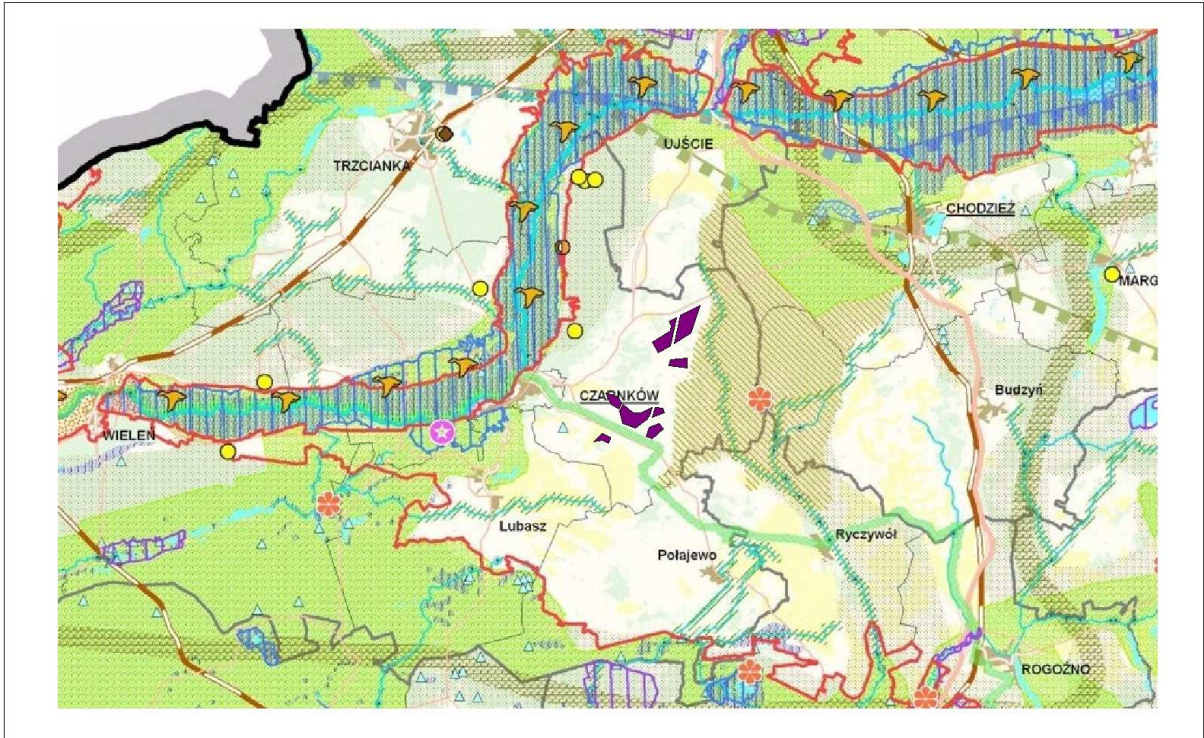 UJŚCIE
TRZCIANKA
CHODZIEŻ
MARG
CZARNKÓW
Budzyń
WIELEŃ
Lubasz
Ryczywół
Połajewo
ROGOŹNO